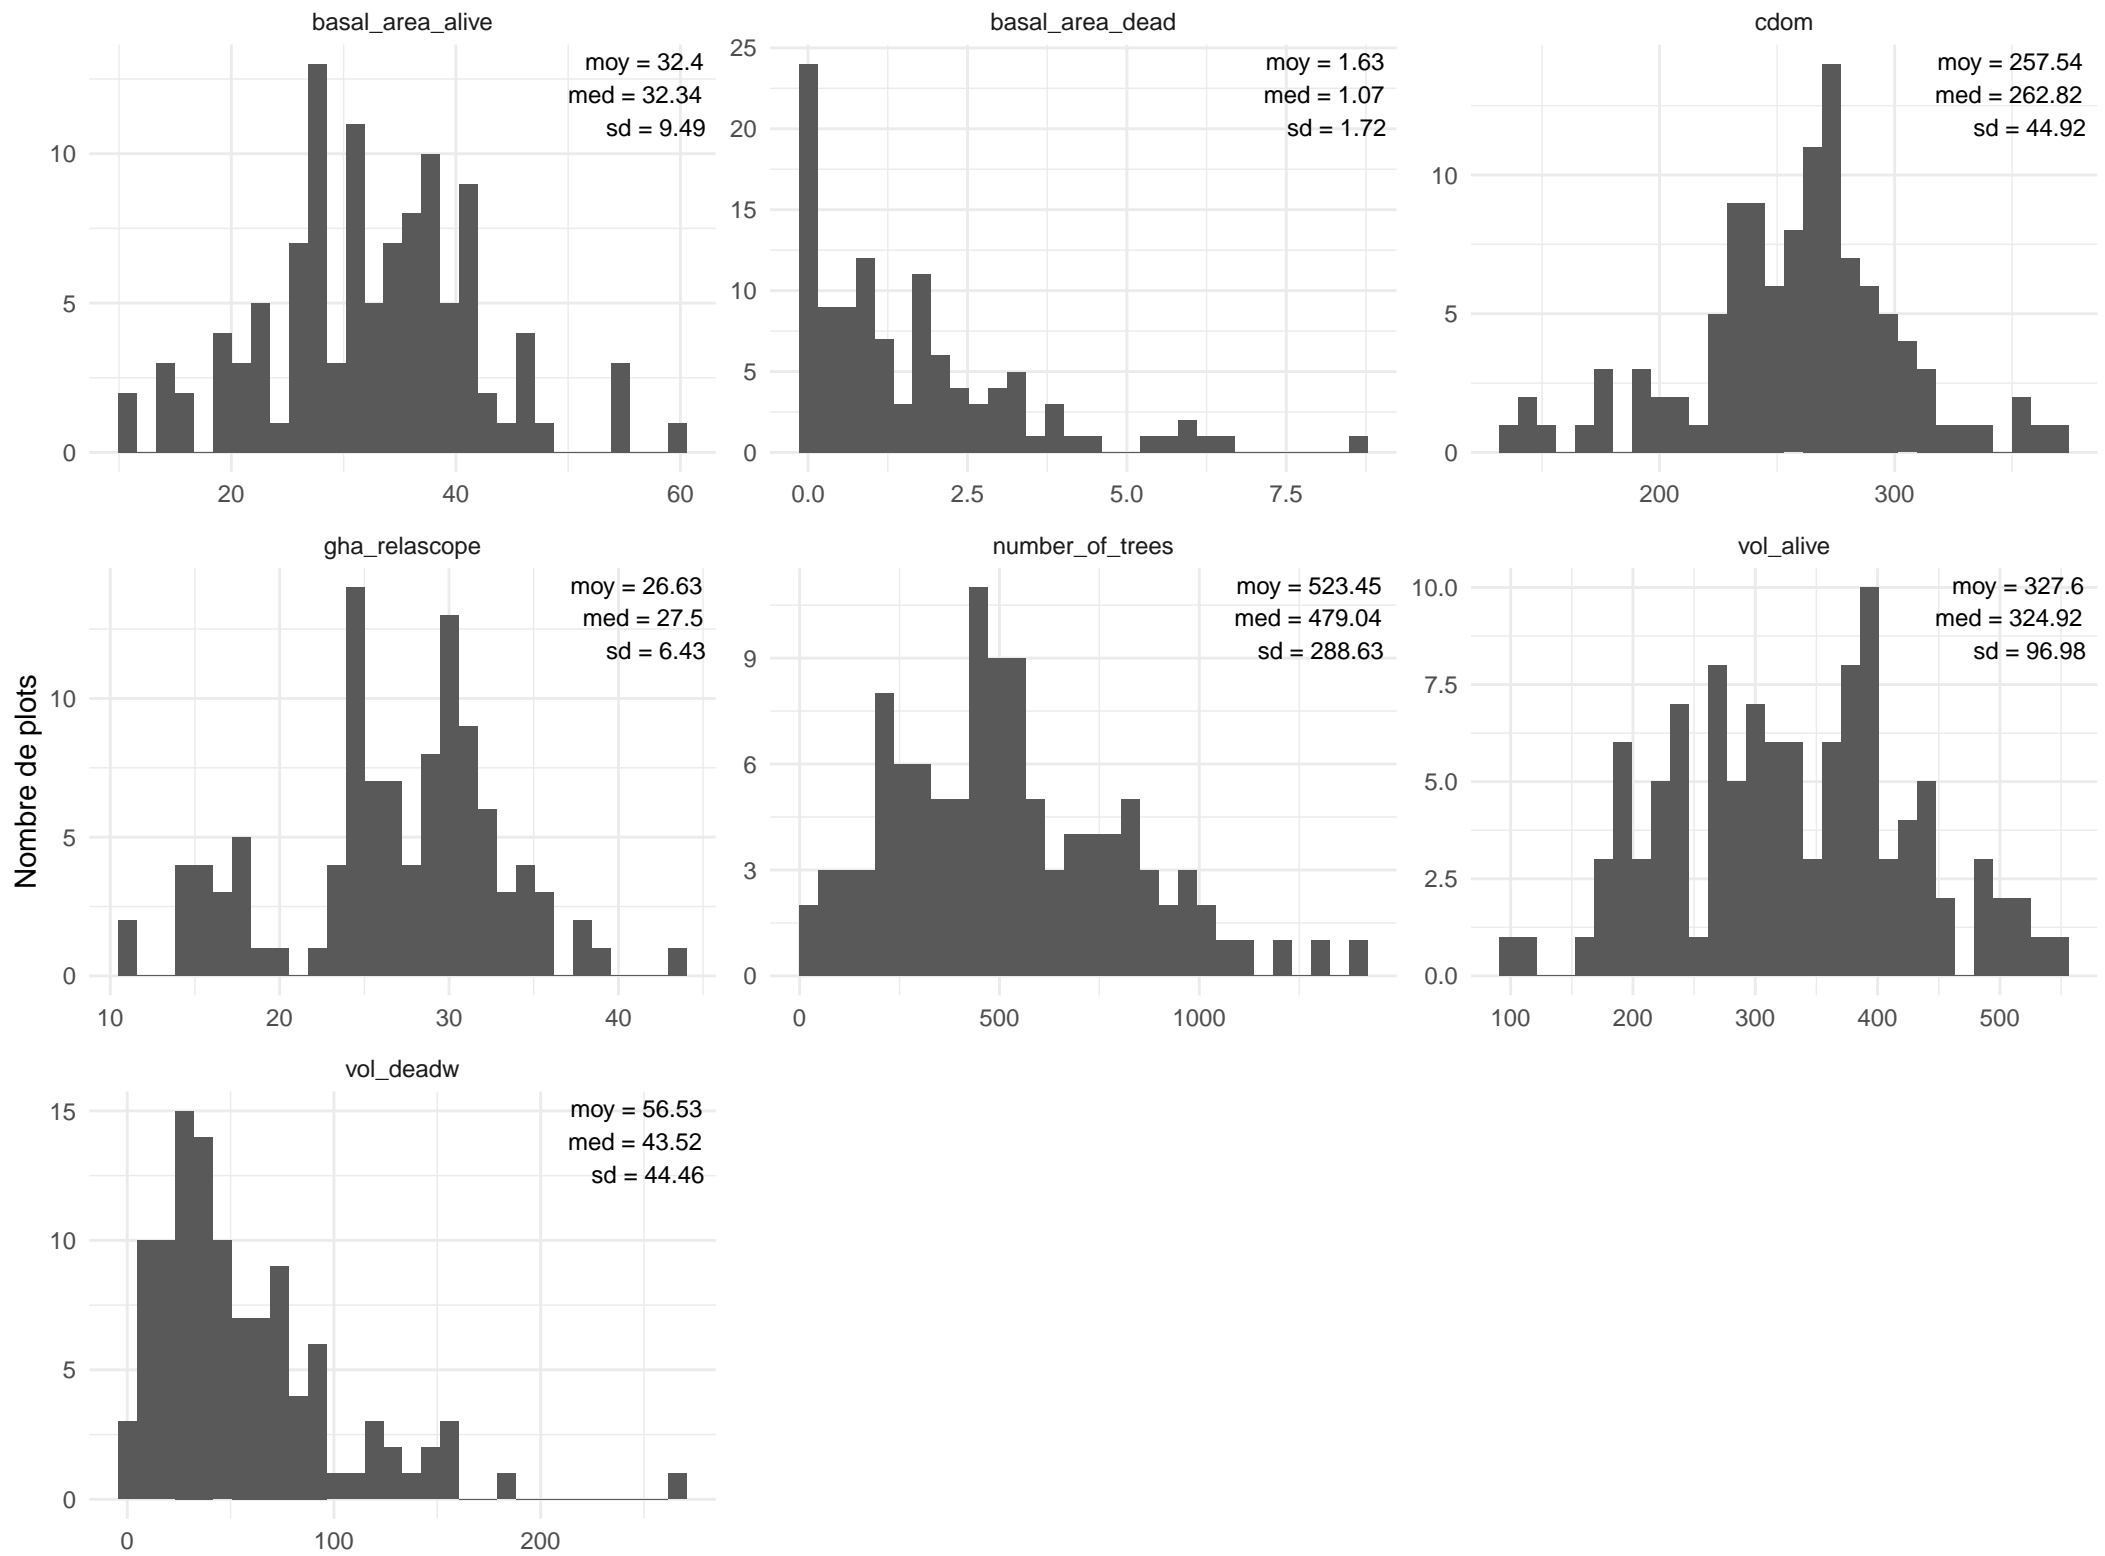 basal_area_alive
moy = 32.4
med = 32.34
sd = 9.49
10
5
0
20 40 60
basal_area_dead
moy = 1.63
med = 1.07
sd = 1.72
25
20
15
10
5
0
0.0 2.5 5.0 7.5
cdom
moy = 257.54
med = 262.82
sd = 44.92
10
5
0
200 300
Nombre de plots
gha_relascope
moy = 26.63
med = 27.5
sd = 6.43
10
5
0
10 20 30 40
number_of_trees
moy = 523.45
med = 479.04
sd = 288.63
9
6
3
0
0 500 1000
vol_alive
moy = 327.6
med = 324.92
sd = 96.98
10.0
7.5
5.0
2.5
0.0
100 200 300 400 500
vol_deadw
moy = 56.53
med = 43.52
sd = 44.46
15
10
5
0
0 100 200